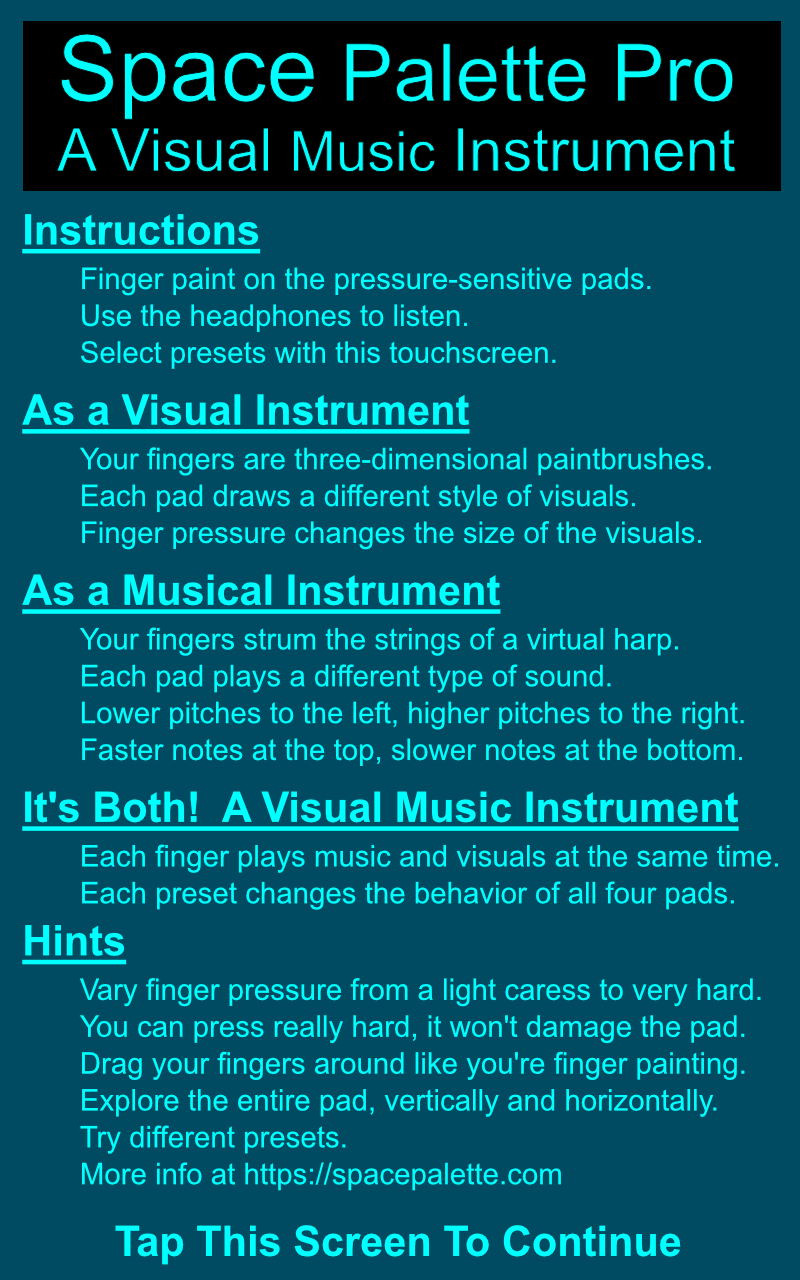 Space Palette Pro
A Visual Music Instrument
Instructions
Finger paint on the pressure-sensitive pads.
Use the headphones to listen.
Select presets with this touchscreen.
As a Visual Instrument
Your fingers are three-dimensional paintbrushes.
Each pad draws a different style of visuals.
Finger pressure changes the size of the visuals.
As a Musical Instrument
Your fingers strum the strings of a virtual harp.
Each pad plays a different type of sound.
Lower pitches to the left, higher pitches to the right.
Faster notes at the top, slower notes at the bottom.
It's Both!  A Visual Music Instrument
Each finger plays music and visuals at the same time.
Each preset changes the behavior of all four pads.
Hints
Vary finger pressure from a light caress to very hard.
You can press really hard, it won't damage the pad.
Drag your fingers around like you're finger painting.
Explore the entire pad, vertically and horizontally.
Try different presets.
More info at https://spacepalette.com
Tap This Screen To Continue